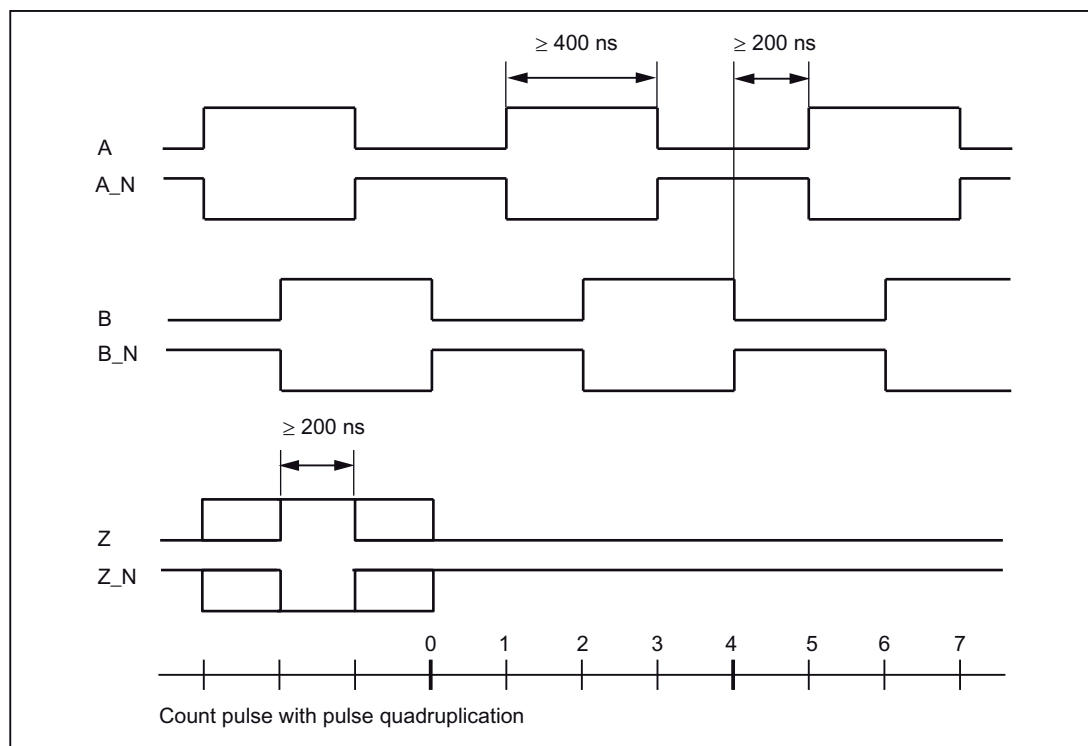 ≥ 400 ns
≥ 200 ns
A
A_N
B
B_N
≥ 200 ns
Z
Z_N
0 1 2 3 4 5 6 7
Count pulse with pulse quadruplication